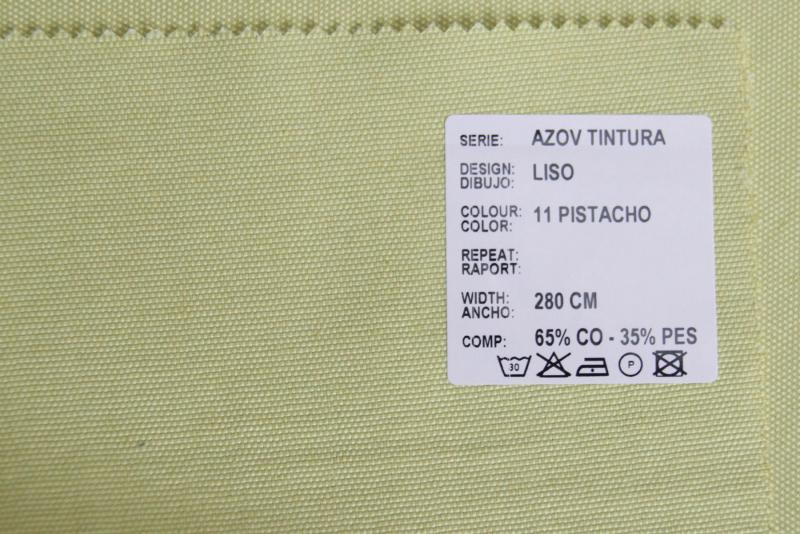 SERIE: AZOV TINTURA
DESIGN: LISO
DIBUJO:
COLOUR: 11 PISTACHO
COLOR:
REPEAT:
RAPORT:
WIDTH: 280 CM
ANCHO:
COMP: 65% CO - 35% PES
30 P